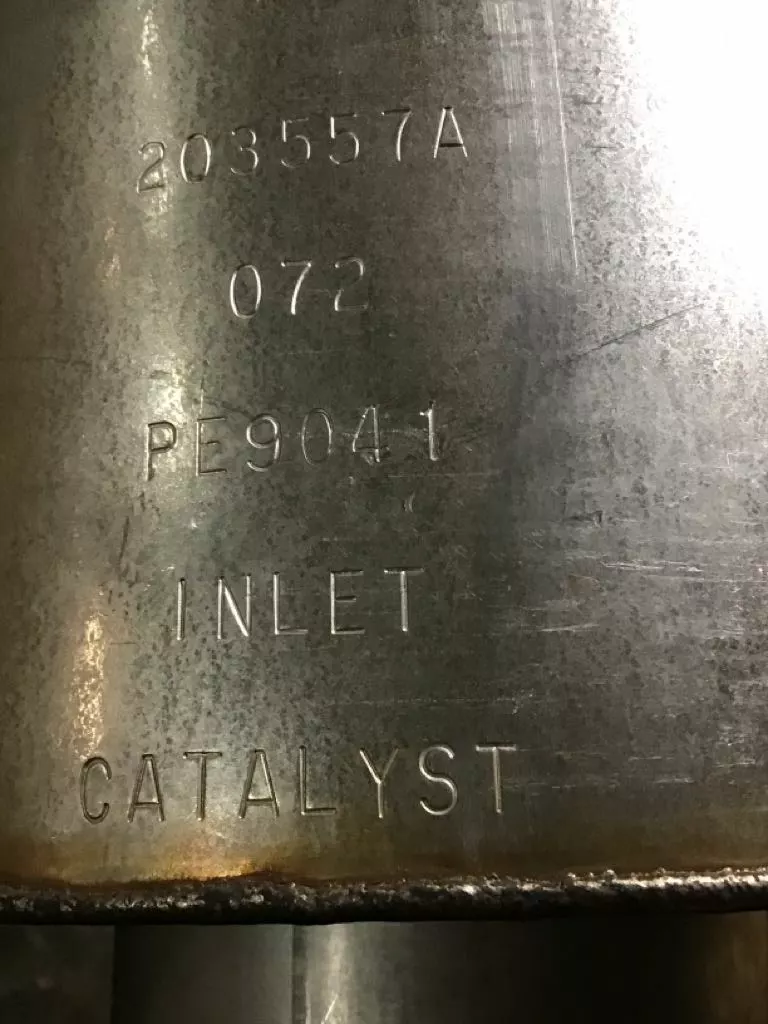 203557A
072
PE9041
INLET
CATALYST